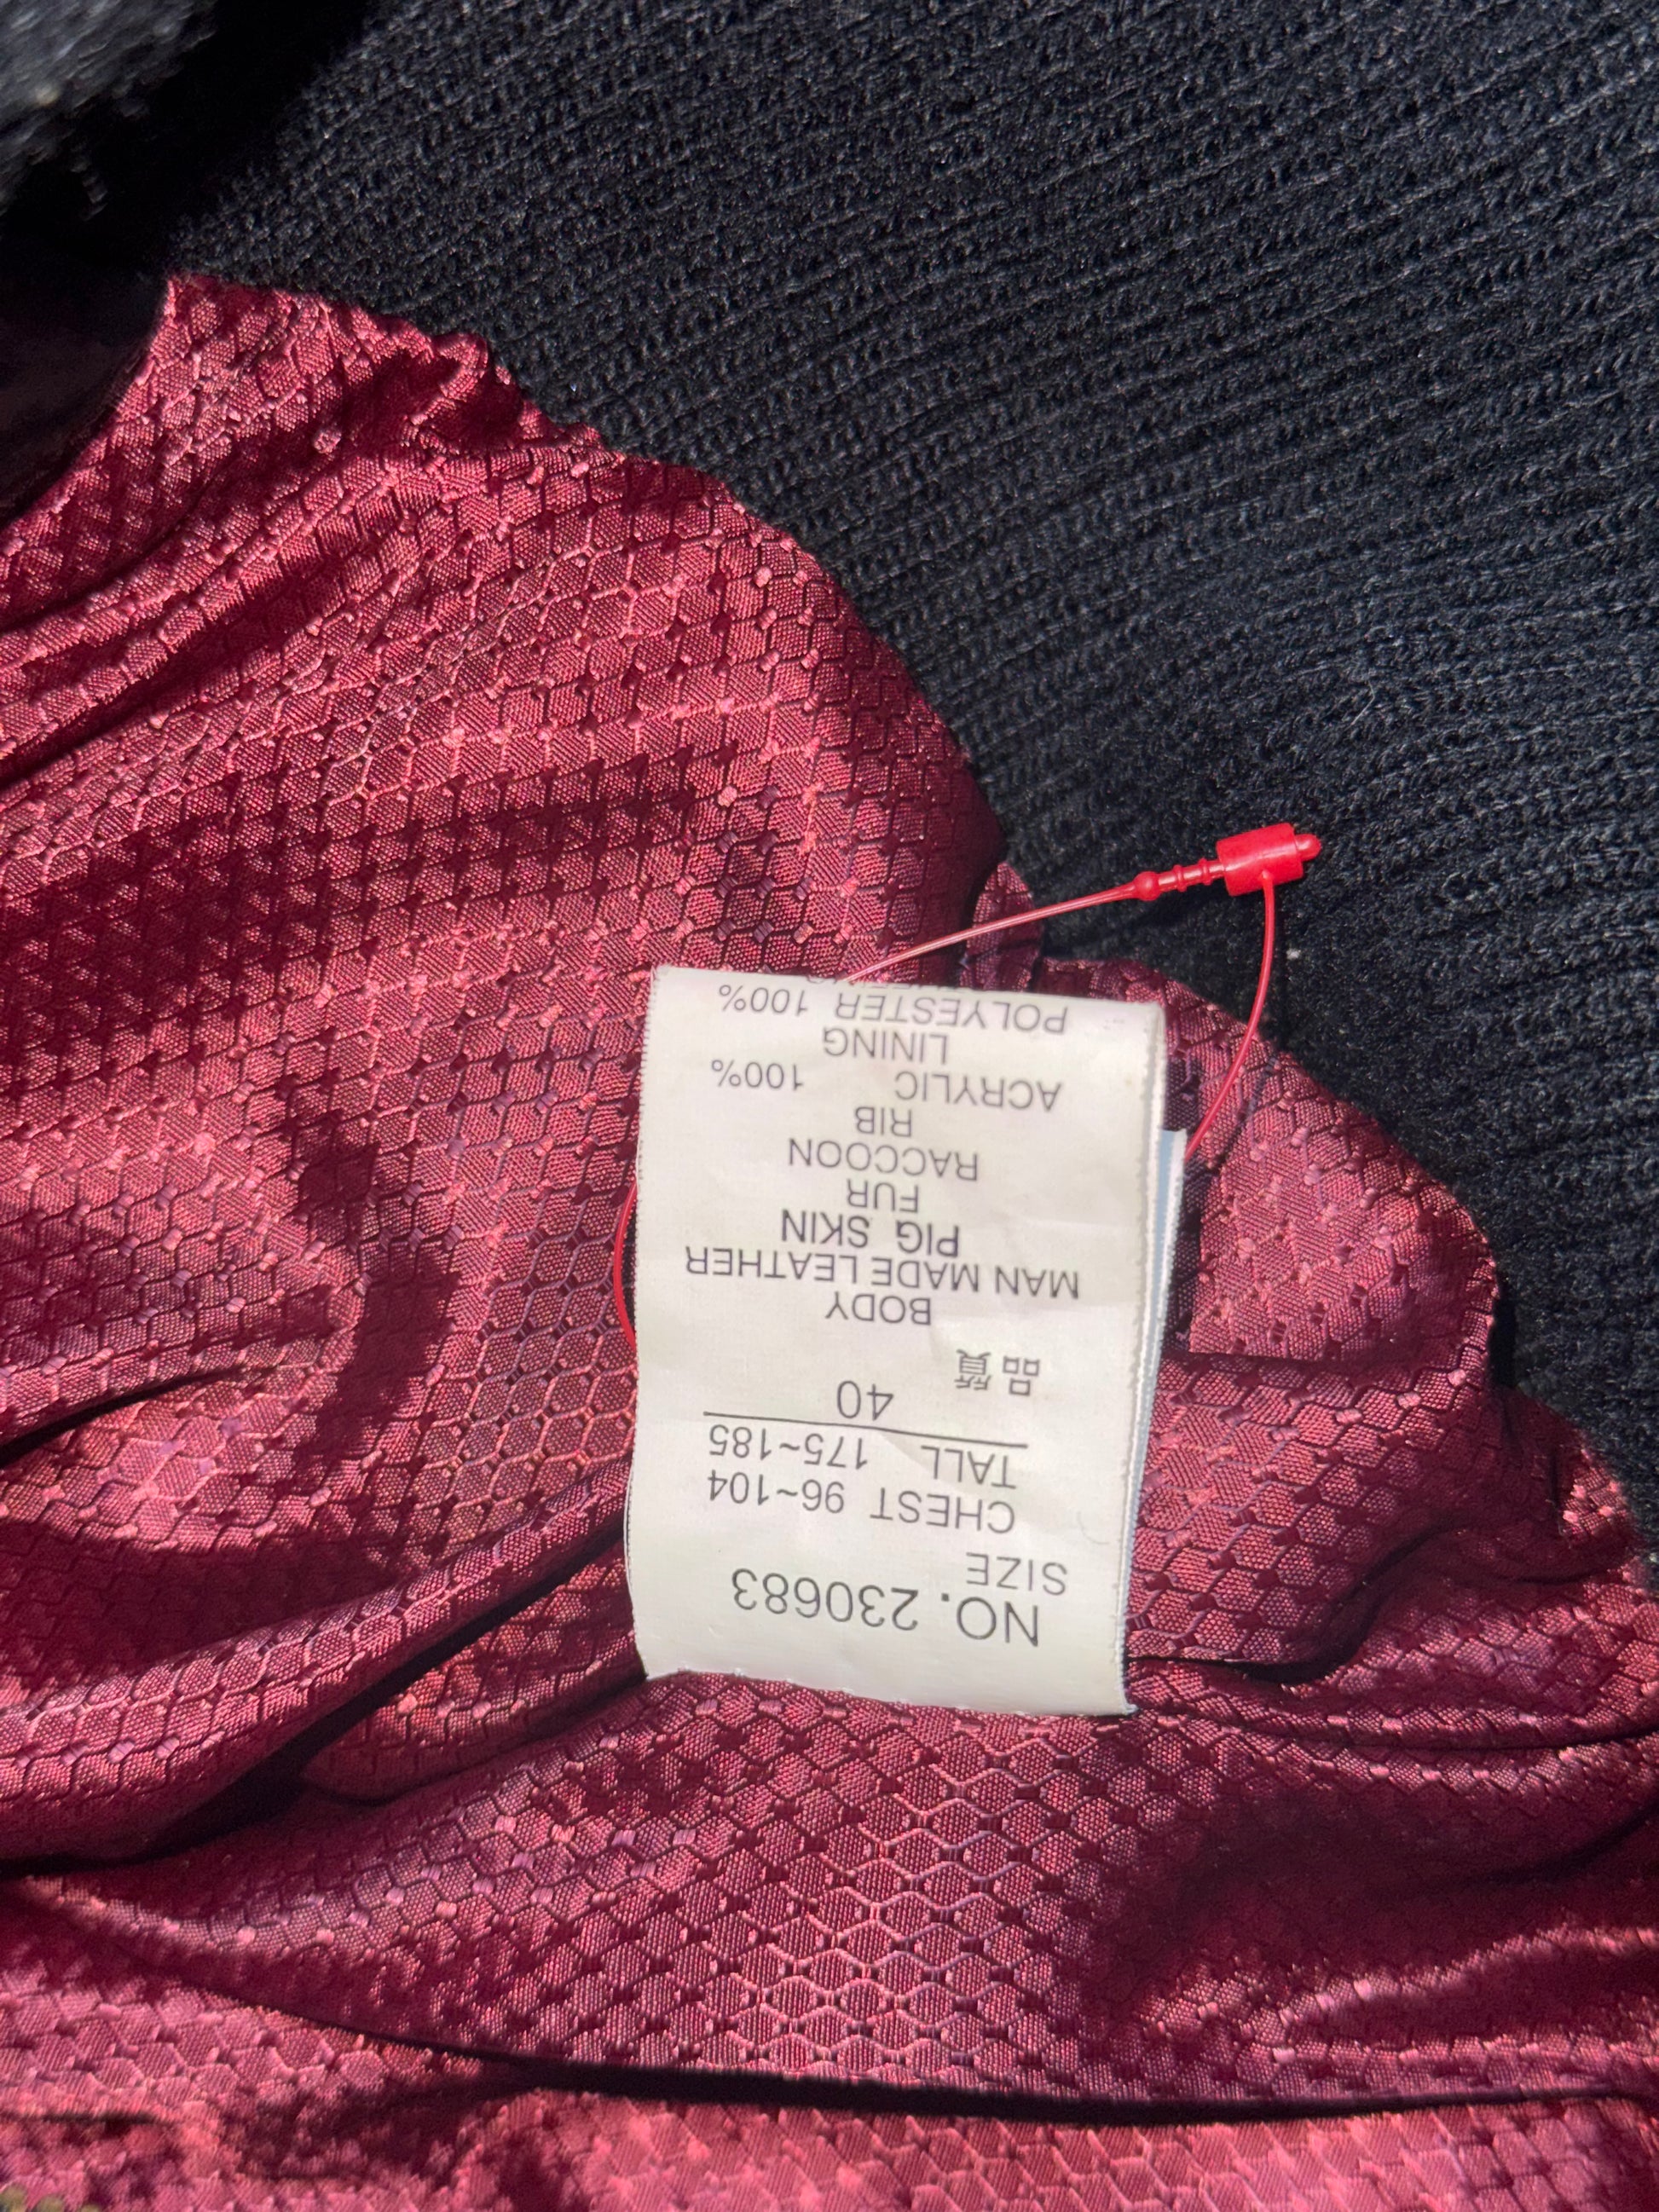 NO. 230683
SIZE
CHEST 96~104
TALL 175~185
40
品質
BODY
MAN MADE LEATHER
PIG SKIN
FUR
RACCOON
RIB
ACRYLIC 100%
LINING
POLYESTER 100%